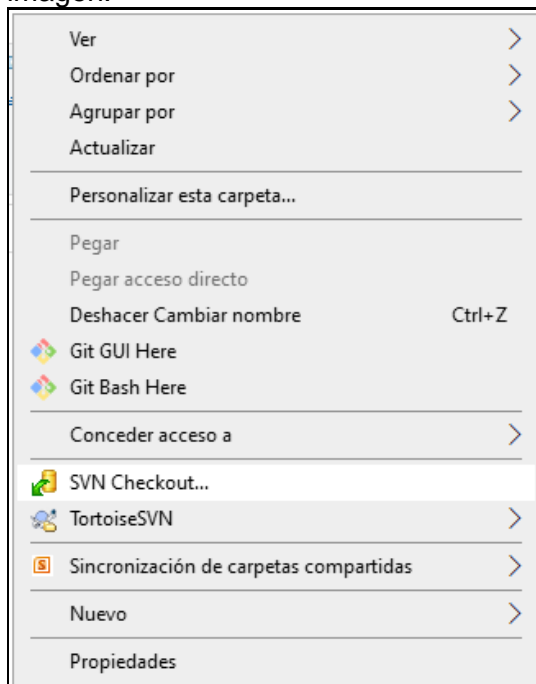 imagen.
Ver
Ordenar por
Agrupar por
Actualizar
Personalizar esta carpeta...
Pegar
Pegar acceso directo
Deshacer Cambiar nombre Ctrl+Z
Git GUI Here
Git Bash Here
Conceder acceso a
SVN Checkout...
TortoiseSVN
S Sincronización de carpetas compartidas
Nuevo
Propiedades